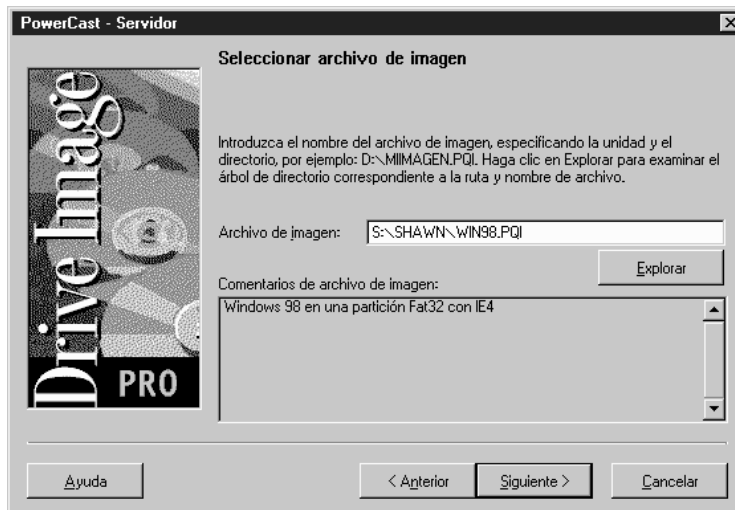 PowerCast - Servidor
Seleccionar archivo de imagen
Drive Image
PRO
Introduzca el nombre del archivo de imagen, especificando la unidad y el
directorio, por ejemplo: D:\MIIMAGEN.PQI. Haga clic en Explorar para examinar el
árbol de directorio correspondiente a la ruta y nombre de archivo.
Archivo de imagen: S:\SHAWN\WIN98.PQI
Explorar
Comentarios de archivo de imagen:
Windows 98 en una partición Fat32 con IE4
Ayuda < Anterior Siguiente > Cancelar